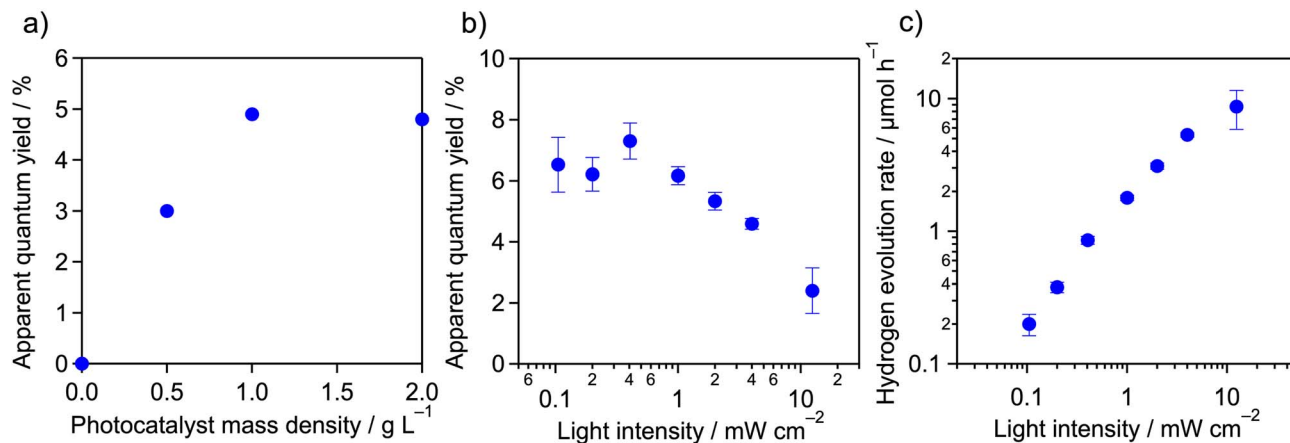 a)
Apparent quantum yield / %
6
5
4
3
2
1
0
0.0 0.5 1.0 1.5 2.0
Photocatalyst mass density / g L⁻¹
b)
Apparent quantum yield / %
10
8
6
4
2
0
6 2 4 6 2 4 6 2
0.1 1 10
Light intensity / mW cm⁻²
c)
Hydrogen evolution rate / µmol h⁻¹
2
10
6
4
2
1
6
4
2
0.1
0.1 1 10
Light intensity / mW cm⁻²